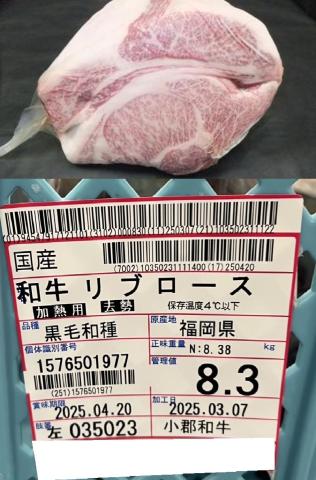 国産
(7002)1035023111400(17)250420
和牛リブロース
加熱用 去勢 保存温度4℃以下
品種 黒毛和種 原産地 福岡県
個体識別番号 正味重量 N:8.38 kg
1576501977 管理値 8.3
(251)1576501977
賞味期限 2025.04.20 加工日 2025.03.07
枝番 左 035023 小郡和牛